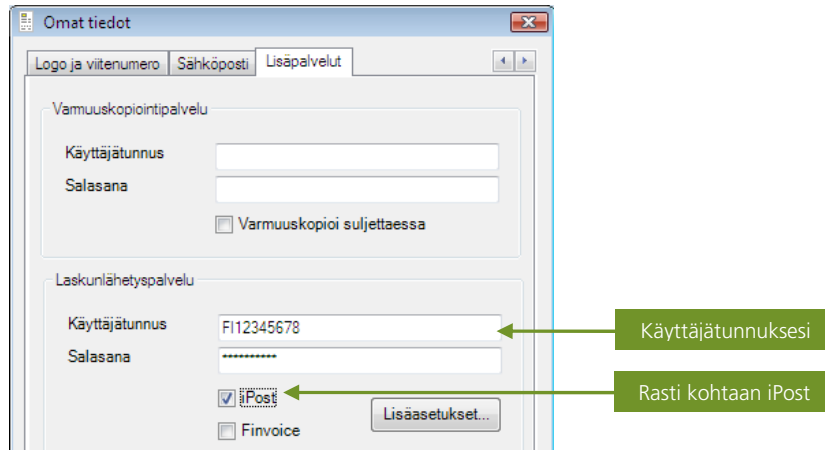 Omat tiedot
Logo ja viitenumero Sähköposti Lisäpalvelut
Varmuuskopiointipalvelu
Käyttäjätunnus
Salasana
Varmuuskopioi suljettaessa
Laskunlähetyspalvelu
Käyttäjätunnus FI12345678 Käyttäjätunnuksesi
Salasana **********
iPost Rasti kohtaan iPost
Lisäasetukset...
Finvoice